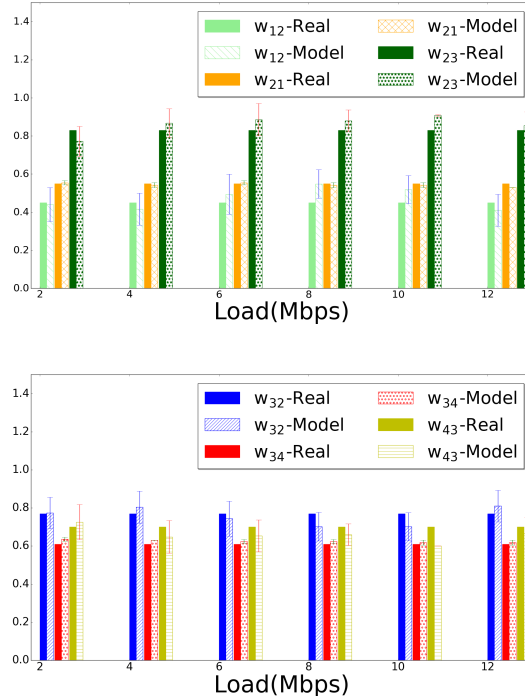 1.4
w12-Real w21-Model
1.2
w12-Model w23-Real
w21-Real w23-Model
1.0
0.8
0.6
0.4
0.2
0.0
2 4 6 8 10 12
Load(Mbps)
1.4
w32-Real w34-Model
1.2
w32-Model w43-Real
w34-Real w43-Model
1.0
0.8
0.6
0.4
0.2
0.0
2 4 6 8 10 12
Load(Mbps)